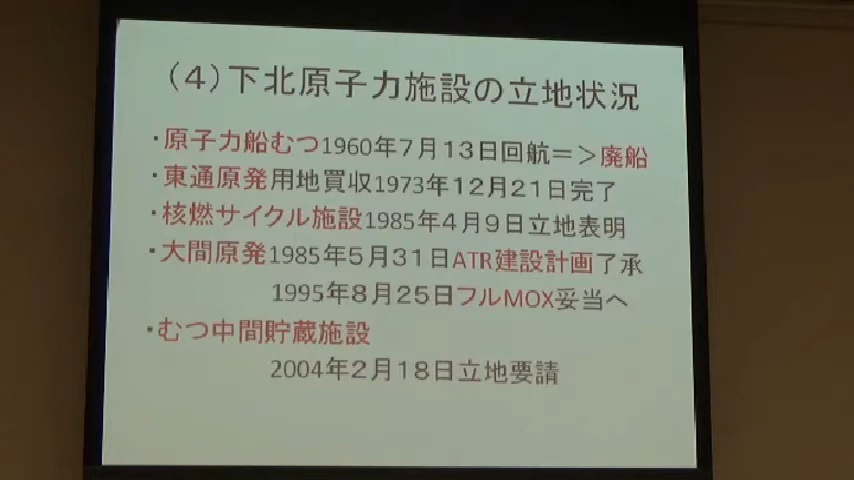 (４)下北原子力施設の立地状況
・原子力船むつ1960年７月１３日回航＝＞廃船
・東通原発用地買収1973年１２月２１日完了
・核燃サイクル施設1985年４月９日立地表明
・大間原発1985年５月３１日ATR建設計画了承
1995年８月２５日フルMOX妥当へ
・むつ中間貯蔵施設
2004年２月１８日立地要請